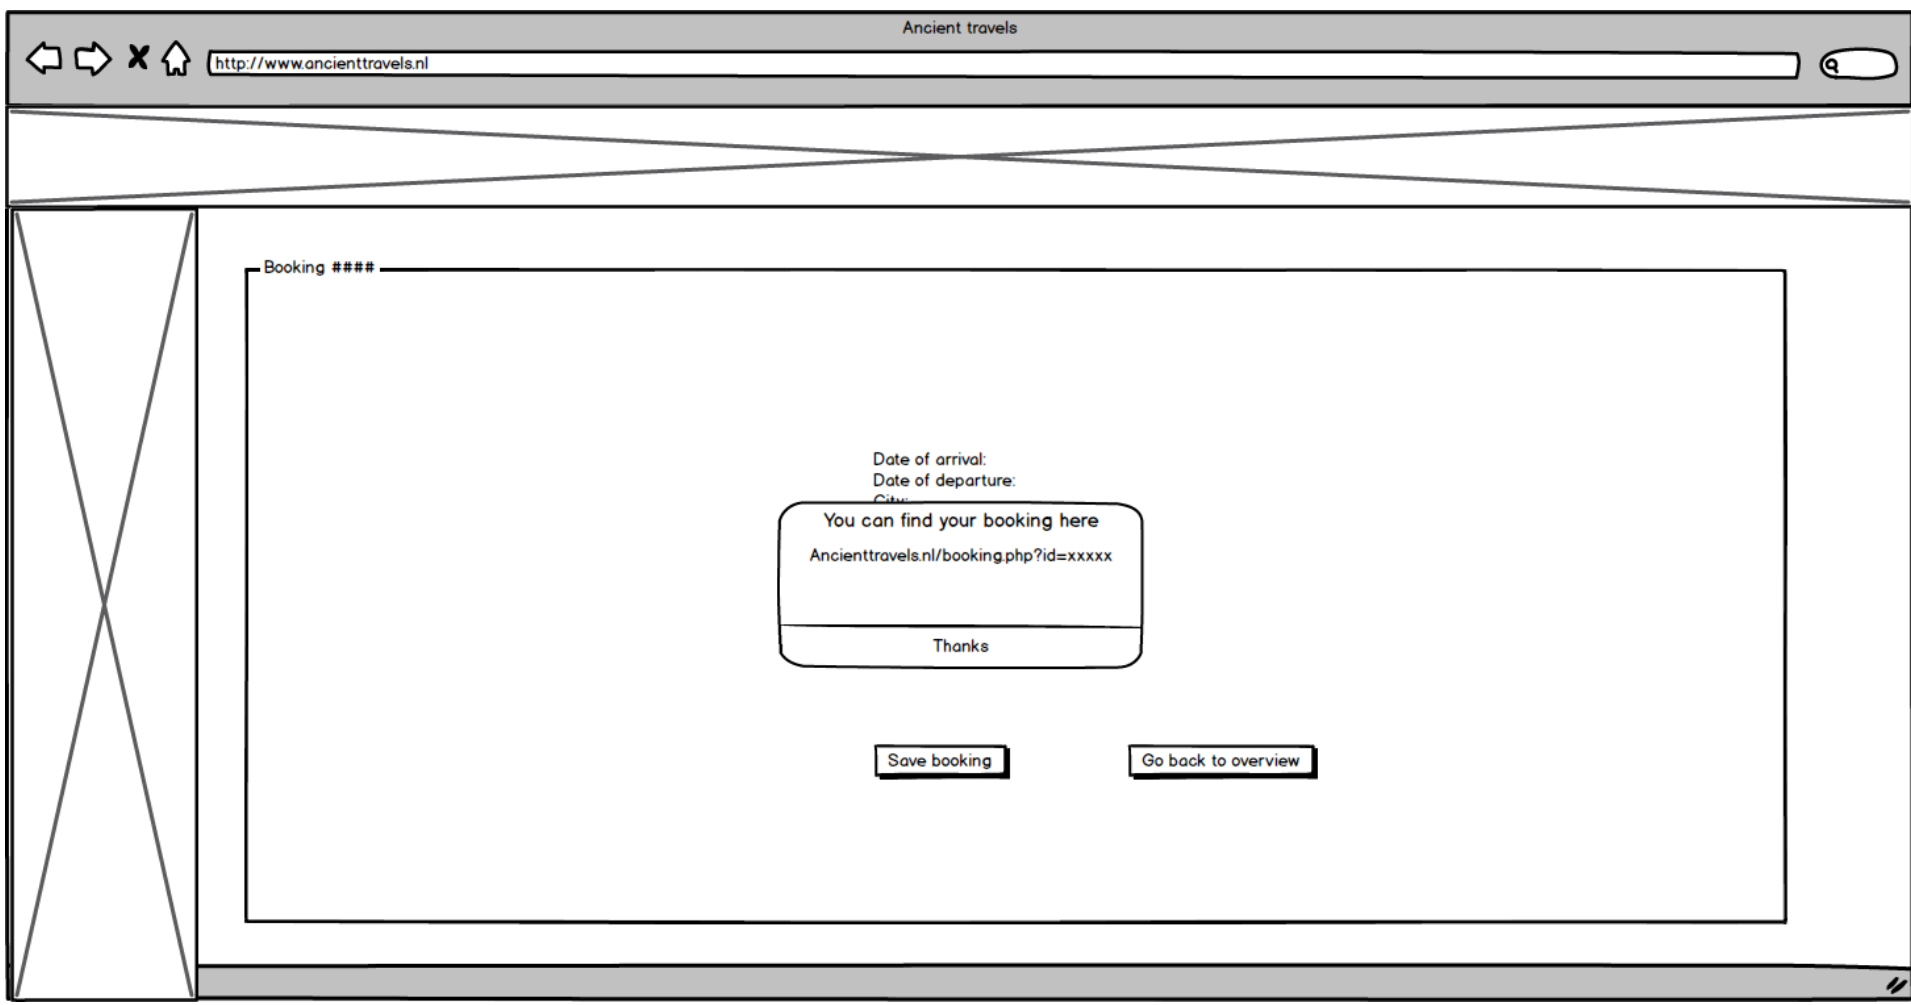 Ancient travels
http://www.ancienttravels.nl
Booking ####
Date of arrival:
Date of departure:
City:
You can find your booking here
Ancienttravels.nl/booking.php?id=xxxxx
Thanks
Save booking
Go back to overview